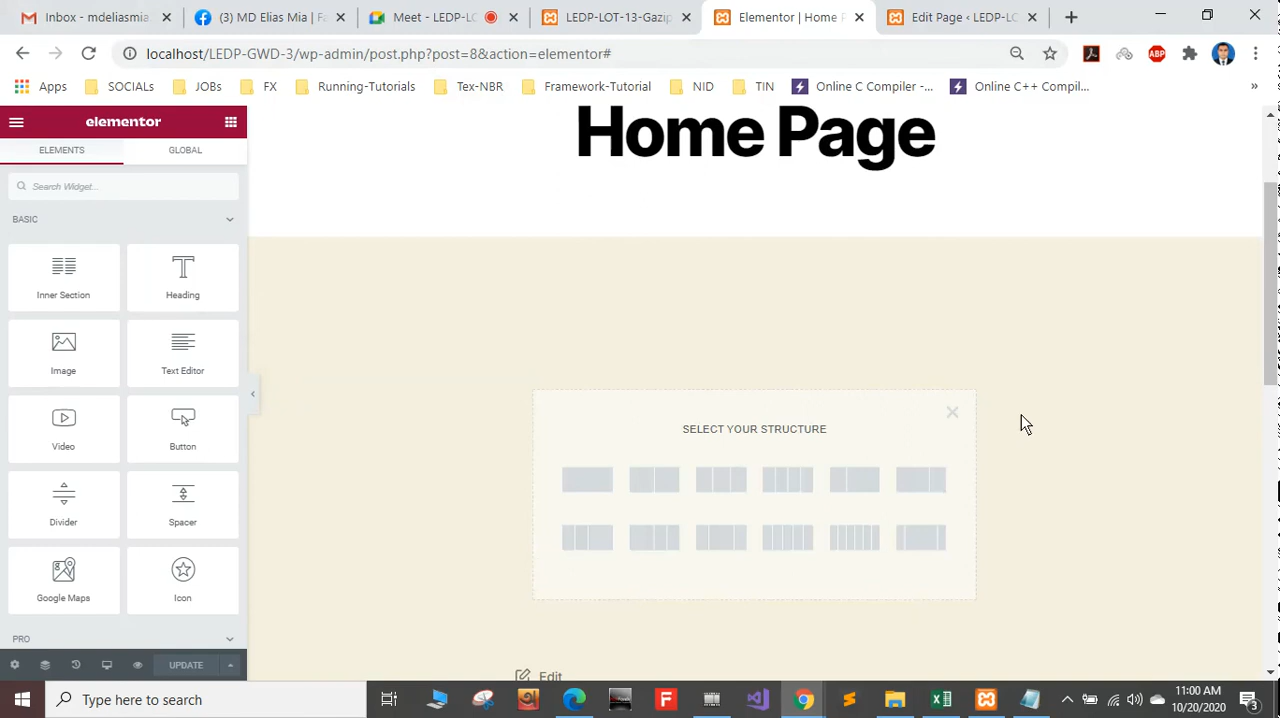 Inbox - mdeliasmia
(3) MD Elias Mia | Fa
Meet - LEDP-LO
LEDP-LOT-13-Gazip
Elementor | Home P
Edit Page ‹ LEDP-LO
localhost/LEDP-GWD-3/wp-admin/post.php?post=8&action=elementor#
ABP
Apps
SOCIALs
JOBs
FX
Running-Tutorials
Tex-NBR
Framework-Tutorial
NID
TIN
Online C Compiler -...
Online C++ Compil...
»
elementor
ELEMENTS
GLOBAL
Search Widget...
BASIC
Inner Section
Heading
Image
Text Editor
Video
Button
Divider
Spacer
Google Maps
Icon
PRO
UPDATE
Home Page
SELECT YOUR STRUCTURE
Edit
Type here to search
11:00 AM
10/20/2020
3